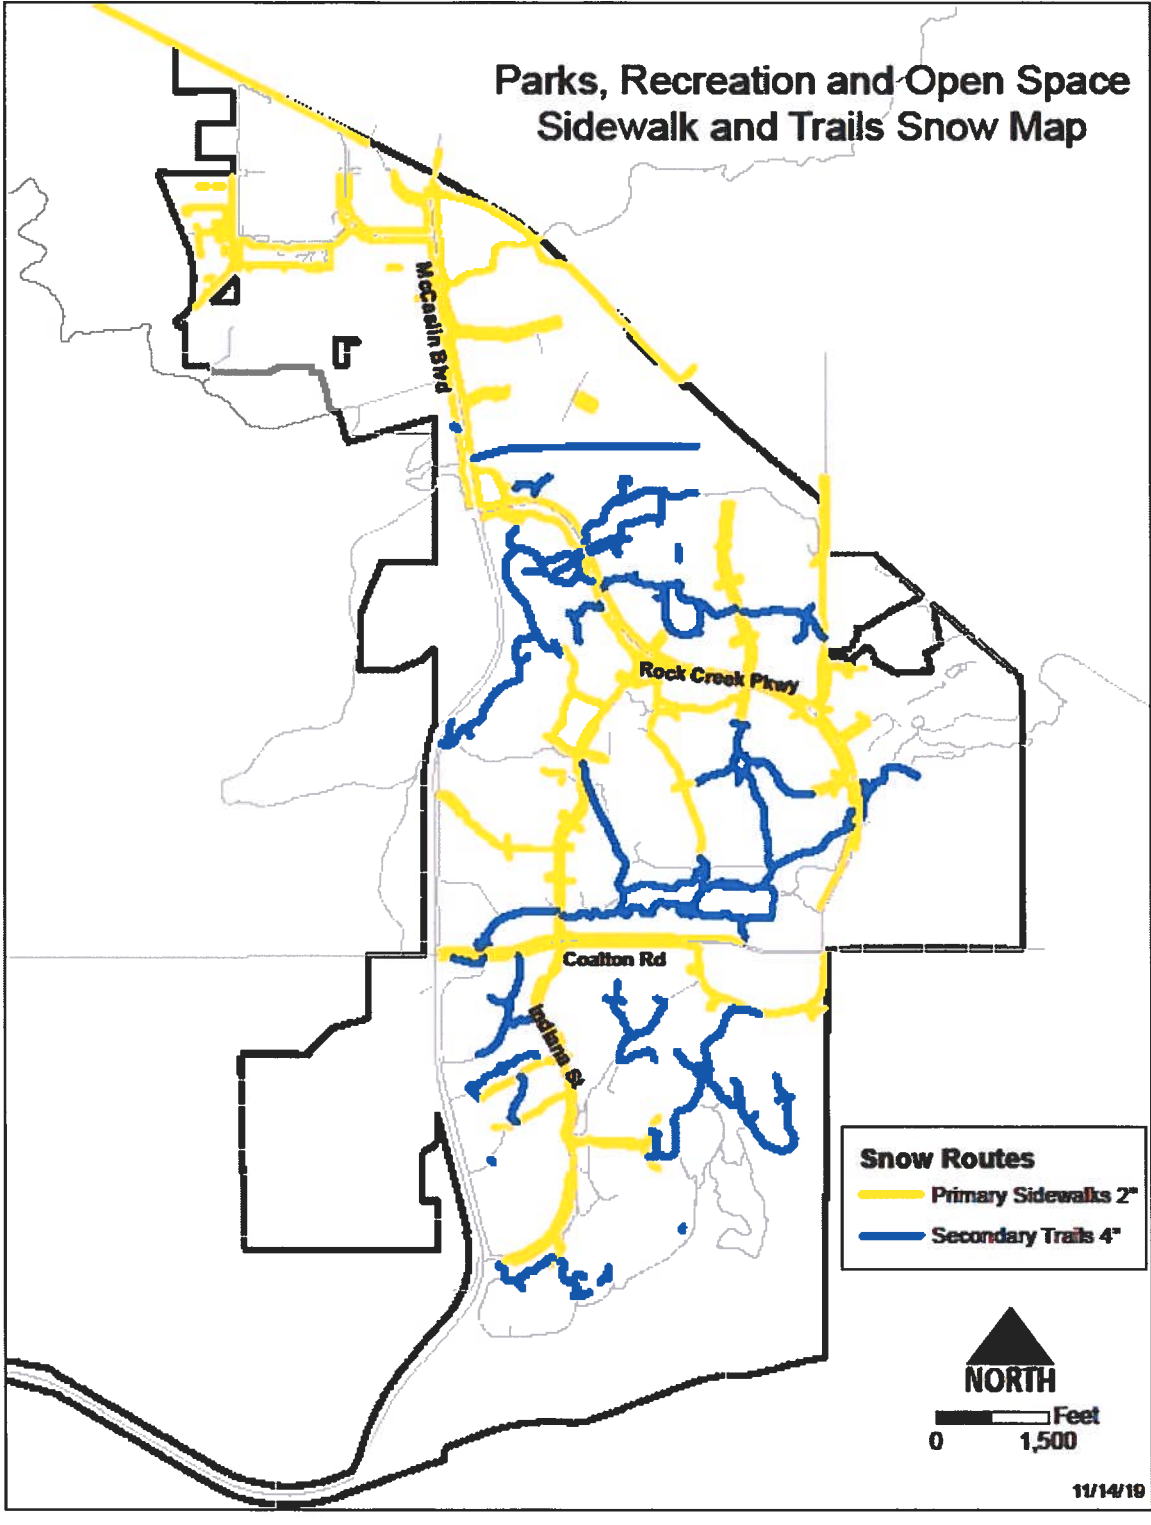 Parks, Recreation and Open Space
Sidewalk and Trails Snow Map
McCaslin Blvd
Rock Creek Pkwy
Coalton Rd
Indiana St
Snow Routes
Primary Sidewalks 2"
Secondary Trails 4"
NORTH
Feet
0 1,500
11/14/19